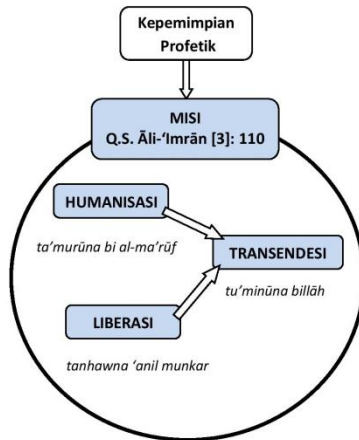 Kepemimpian
Profetik
MISI
Q.S. Āli-‘Imrān [3]: 110
HUMANISASI
ta’murūna bi al-ma’rūf
TRANSENDESI
tu’minūna billāh
LIBERASI
tanhawna ‘anil munkar